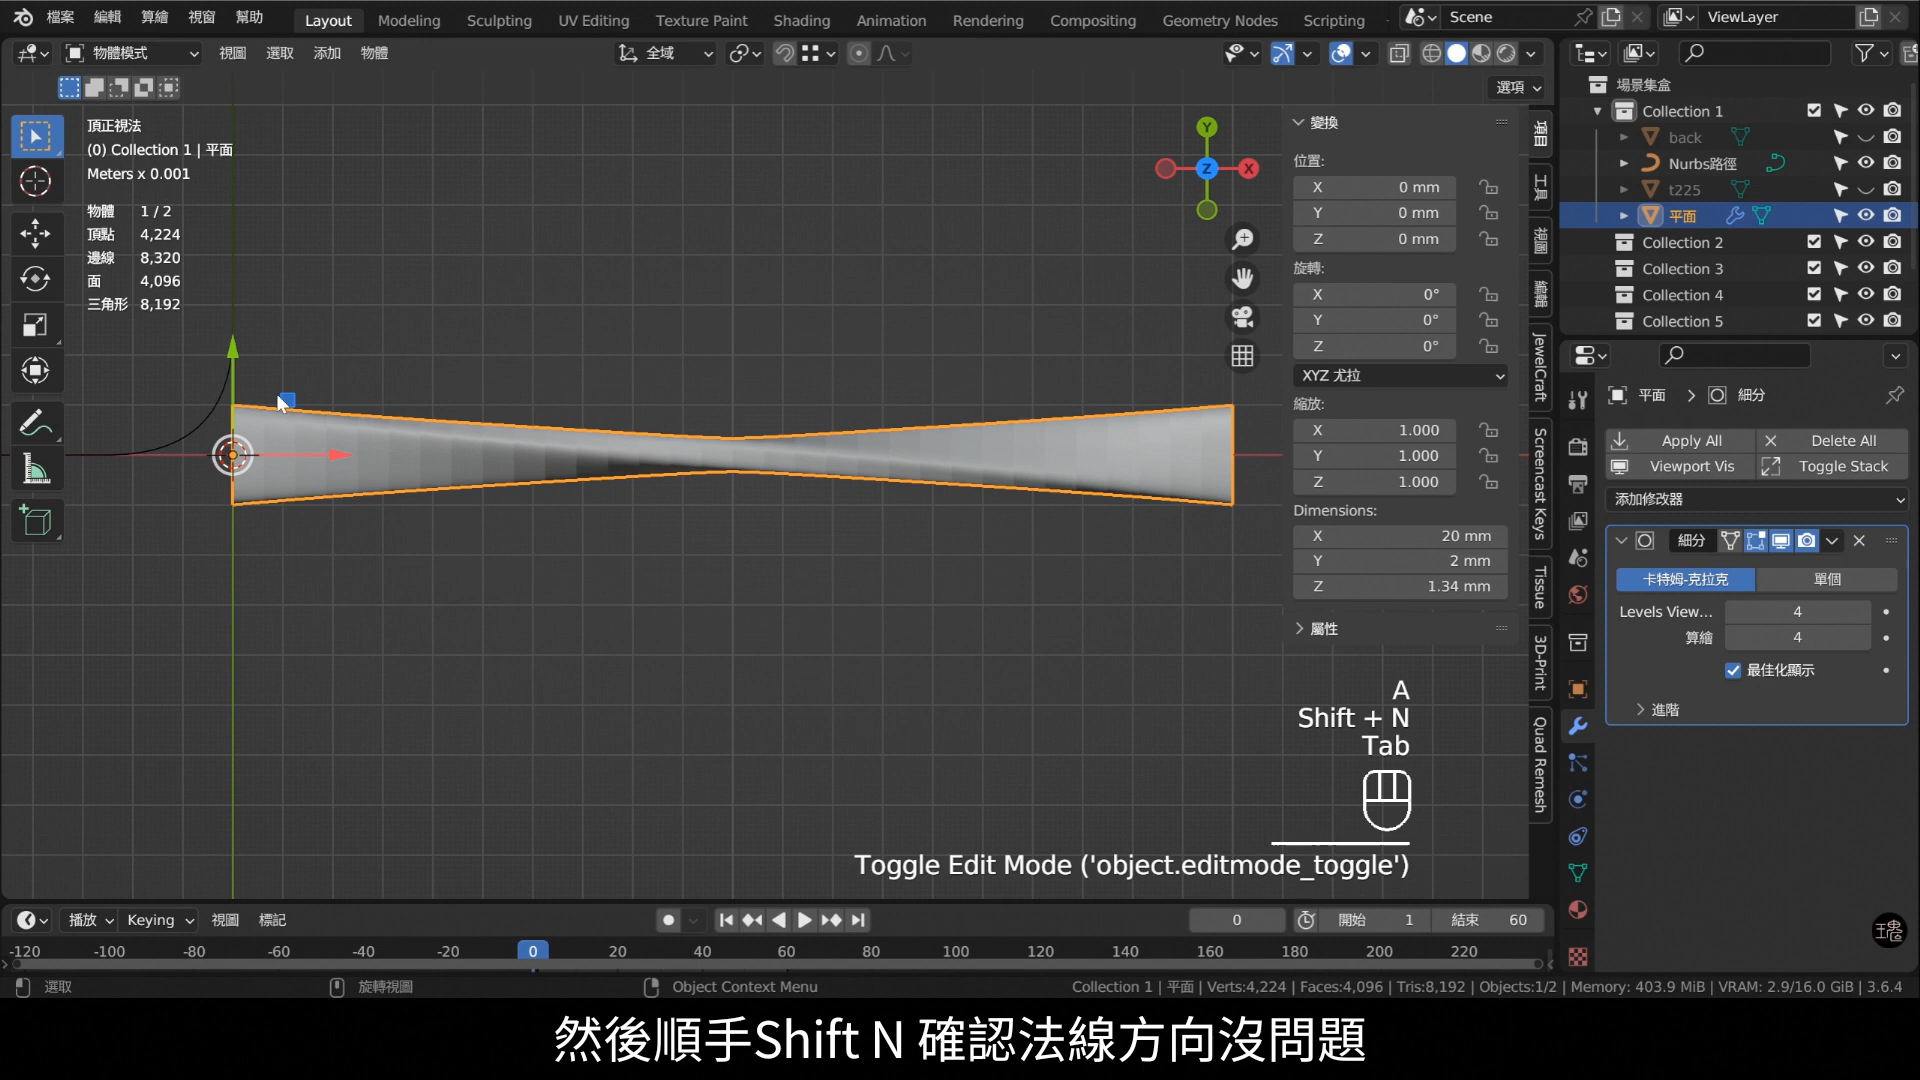 檔案 編輯 算繪 視窗 幫助 Layout Modeling Sculpting UV Editing Texture Paint Shading Animation Rendering Compositing Geometry Nodes Scripting Scene ViewLayer
物體模式 視圖 選取 添加 物體 全域
選項
頂正視法
(0) Collection 1 | 平面
Meters x 0.001
物體 1 / 2
頂點 4,224
邊線 8,320
面 4,096
三角形 8,192
Y
Z X
變換
位置:
X 0 mm
Y 0 mm
Z 0 mm
旋轉:
X 0°
Y 0°
Z 0°
XYZ 尤拉
縮放:
X 1.000
Y 1.000
Z 1.000
Dimensions:
X 20 mm
Y 2 mm
Z 1.34 mm
屬性
項目
工具
視圖
編輯
JewelCraft
Screencast Keys
Tissue
3D-Print
Quad Remesh
A
Shift + N
Tab
Toggle Edit Mode ('object.editmode_toggle')
場景集盒
Collection 1
back
Nurbs路徑
t225
平面
Collection 2
Collection 3
Collection 4
Collection 5
平面 > 細分
Apply All Delete All
Viewport Vis Toggle Stack
添加修改器
細分
卡特姆-克拉克 單個
Levels View... 4
算繪 4
最佳化顯示
進階
播放 Keying 視圖 標記 0 開始 1 結束 60
-120 -100 -80 -60 -40 -20 0 20 40 60 80 100 120 140 160 180 200 220
選取 旋轉視圖 Object Context Menu Collection 1 | 平面 | Verts:4,224 | Faces:4,096 | Tris:8,192 | Objects:1/2 | Memory: 403.9 MiB | VRAM: 2.9/16.0 GiB | 3.6.4
然後順手Shift N 確認法線方向沒問題